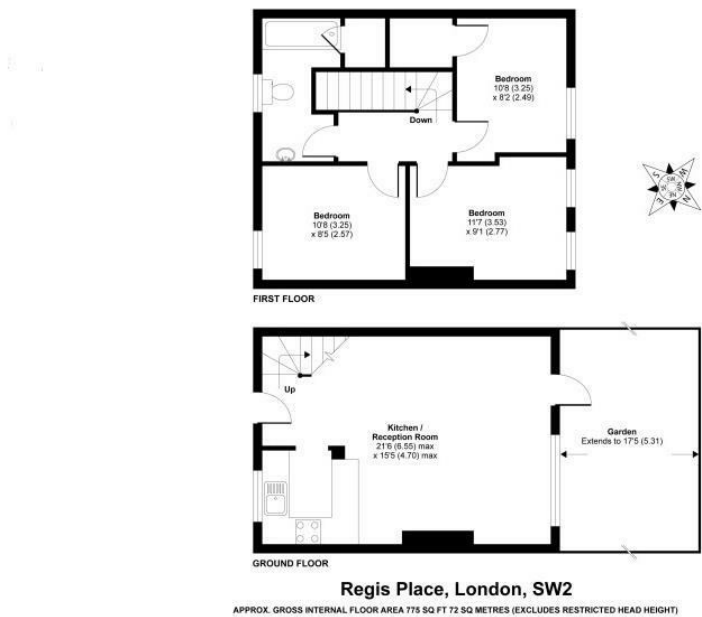 Bedroom
10'8 (3.25)
x 8'2 (2.49)
Down
Bedroom
10'8 (3.25)
x 8'5 (2.57)
Bedroom
11'7 (3.53)
x 9'1 (2.77)
S
W
E
N
FIRST FLOOR
Up
Kitchen /
Reception Room
21'6 (6.55) max
x 15'5 (4.70) max
Garden
Extends to 17'5 (5.31)
GROUND FLOOR
Regis Place, London, SW2
APPROX. GROSS INTERNAL FLOOR AREA 775 SQ FT 72 SQ METRES (EXCLUDES RESTRICTED HEAD HEIGHT)